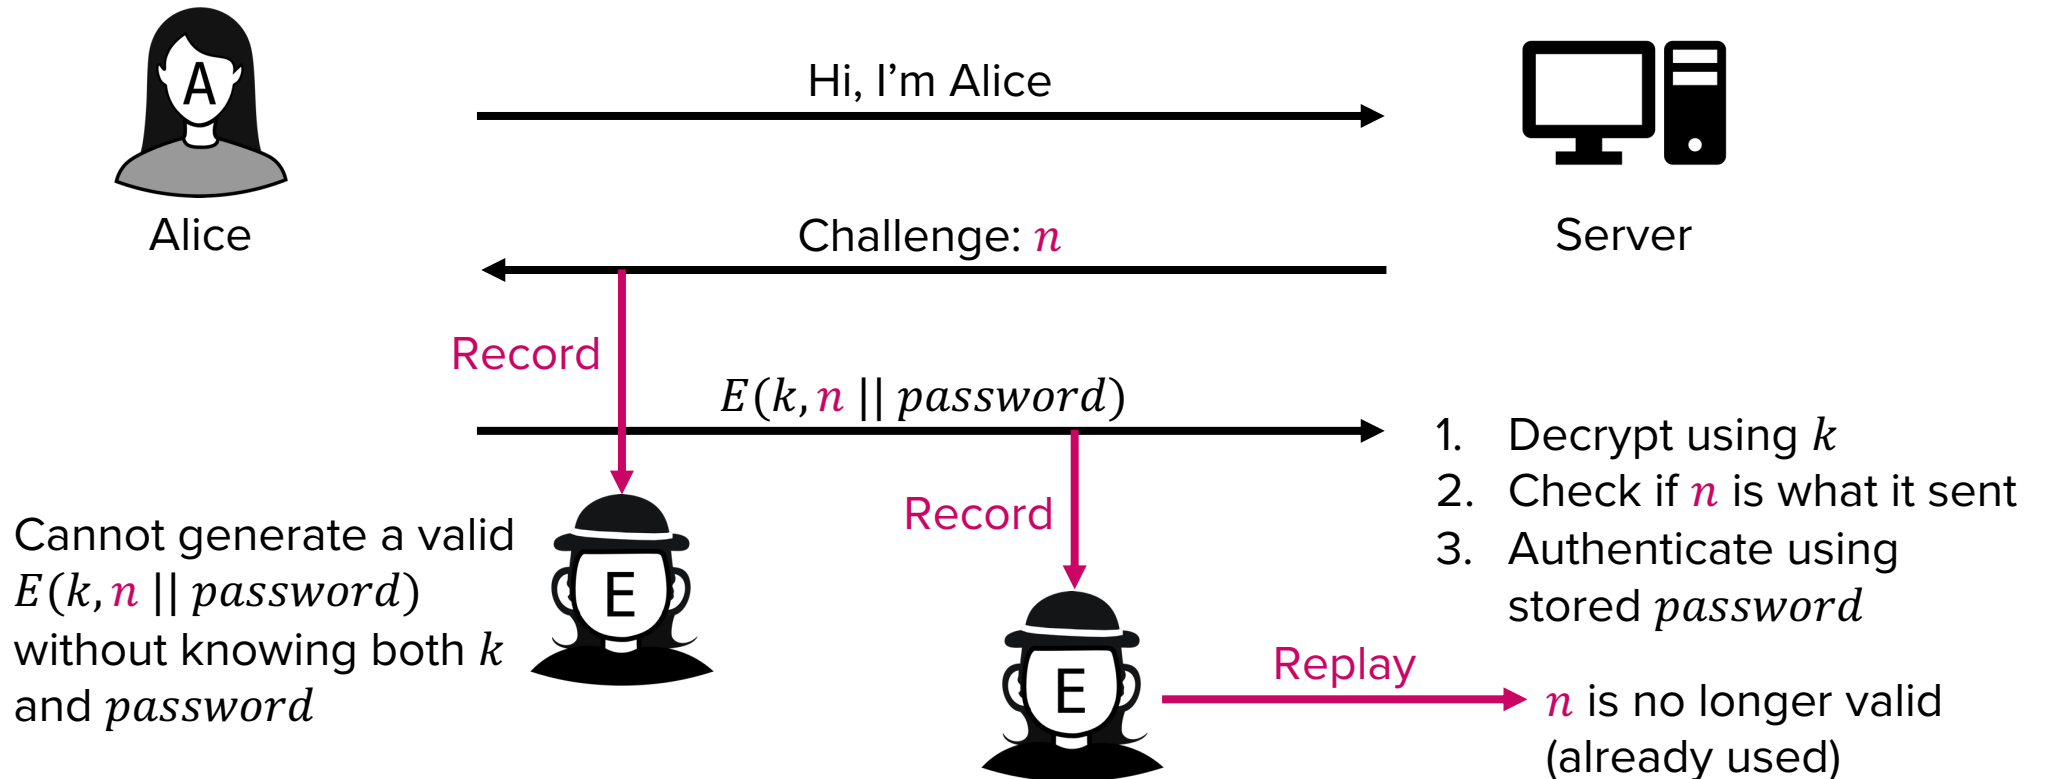 A
Hi, I'm Alice
Alice
Server
Challenge: n
Record
E(k, n || password)
Record
1. Decrypt using k
2. Check if n is what it sent
3. Authenticate using
stored password
Cannot generate a valid
E(k, n || password)
without knowing both k
and password
E
E
Replay
n is no longer valid
(already used)